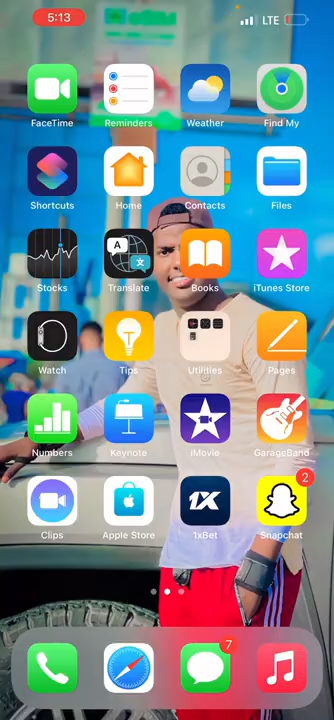 5:13 LTE
FaceTime Reminders Weather Find My
Shortcuts Home Contacts Files
A
Stocks Translate Books iTunes Store
Watch Tips Utilities Pages
Numbers Keynote iMovie GarageBand
1X 2
Clips Apple Store 1xBet Snapchat
7